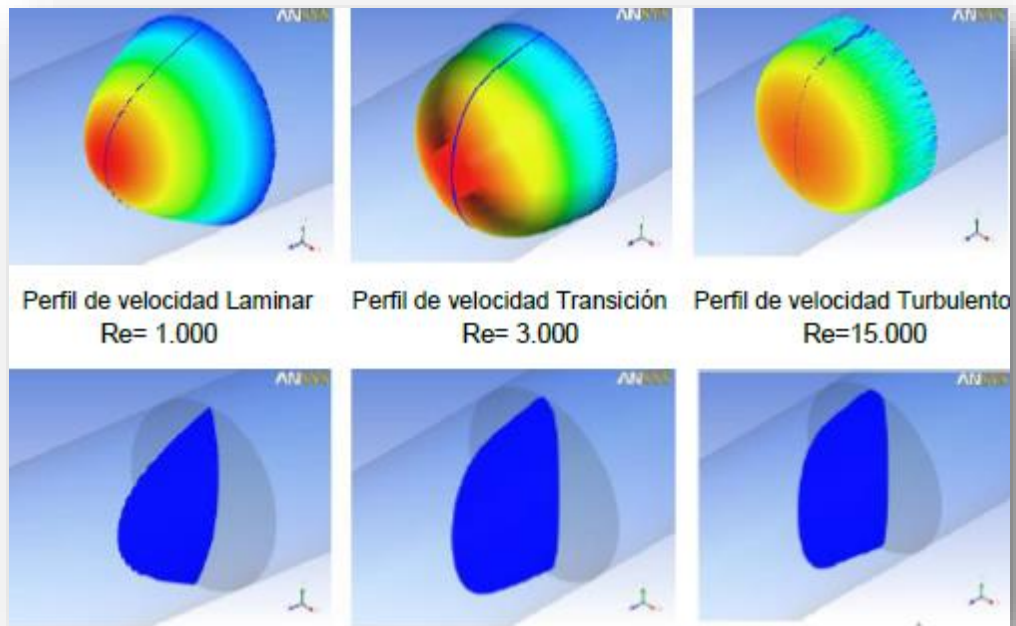 Perfil de velocidad Laminar
Re= 1.000
Perfil de velocidad Transición
Re= 3.000
Perfil de velocidad Turbulento
Re=15.000